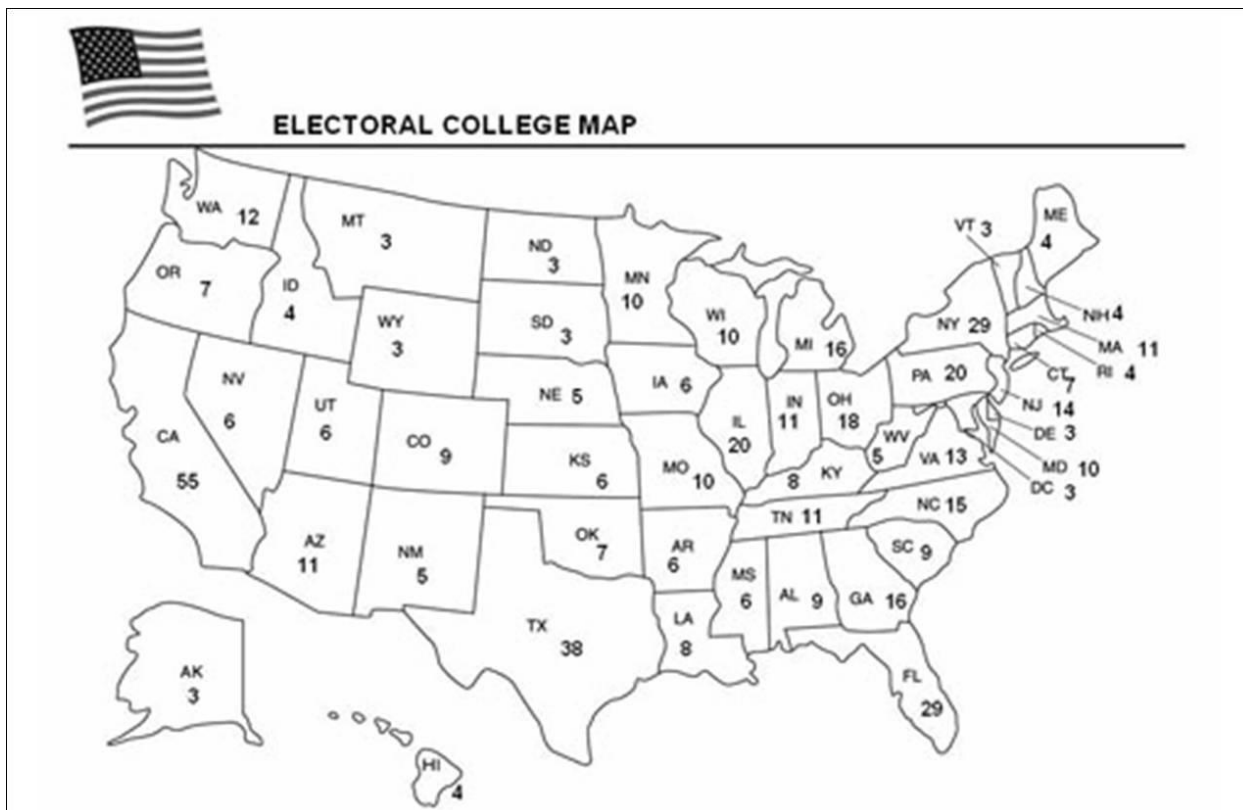 ELECTORAL COLLEGE MAP
WA 12
MT 3
ND 3
MN 10
VT 3
ME 4
OR 7
ID 4
WY 3
SD 3
WI 10
MI 16
NY 29
NH 4
MA 11
RI 4
CT 7
NV 6
UT 6
NE 5
IA 6
IL 20
IN 11
OH 18
PA 20
NJ 14
DE 3
MD 10
DC 3
CA 55
CO 9
KS 6
MO 10
KY 8
WV 5
VA 13
AZ 11
NM 5
OK 7
AR 6
TN 11
NC 15
SC 9
MS 6
AL 9
GA 16
TX 38
LA 8
FL 29
AK 3
HI 4